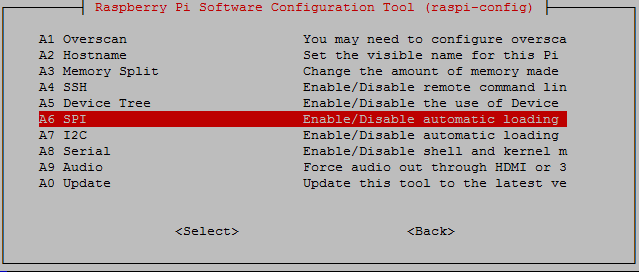 Raspberry Pi Software Configuration Tool (raspi-config)
A1 Overscan You may need to configure oversca
A2 Hostname Set the visible name for this Pi
A3 Memory Split Change the amount of memory made
A4 SSH Enable/Disable remote command lin
A5 Device Tree Enable/Disable the use of Device
A6 SPI Enable/Disable automatic loading
A7 I2C Enable/Disable automatic loading
A8 Serial Enable/Disable shell and kernel m
A9 Audio Force audio out through HDMI or 3
A0 Update Update this tool to the latest ve
<Select> <Back>